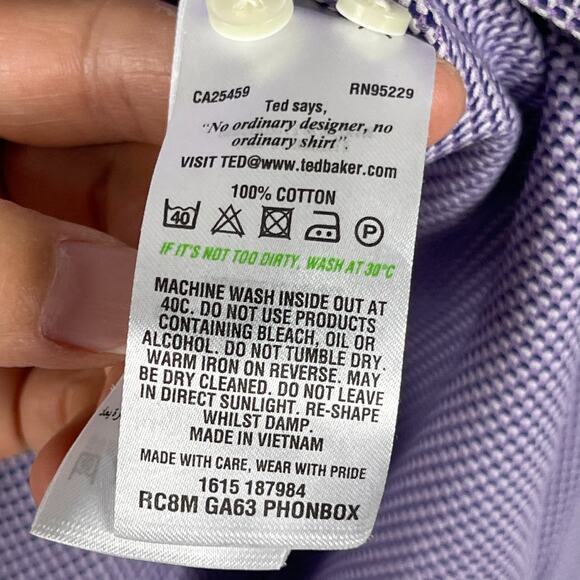 CA25459 RN95229
Ted says,
"No ordinary designer, no
ordinary shirt".
VISIT TED@www.tedbaker.com
100% COTTON
40 P
IF IT'S NOT TOO DIRTY, WASH AT 30°C
MACHINE WASH INSIDE OUT AT
40C. DO NOT USE PRODUCTS
CONTAINING BLEACH, OIL OR
ALCOHOL. DO NOT TUMBLE DRY.
WARM IRON ON REVERSE. MAY
BE DRY CLEANED. DO NOT LEAVE
IN DIRECT SUNLIGHT. RE-SHAPE
WHILST DAMP.
MADE IN VIETNAM
MADE WITH CARE, WEAR WITH PRIDE
1615 187984
RC8M GA63 PHONBOX